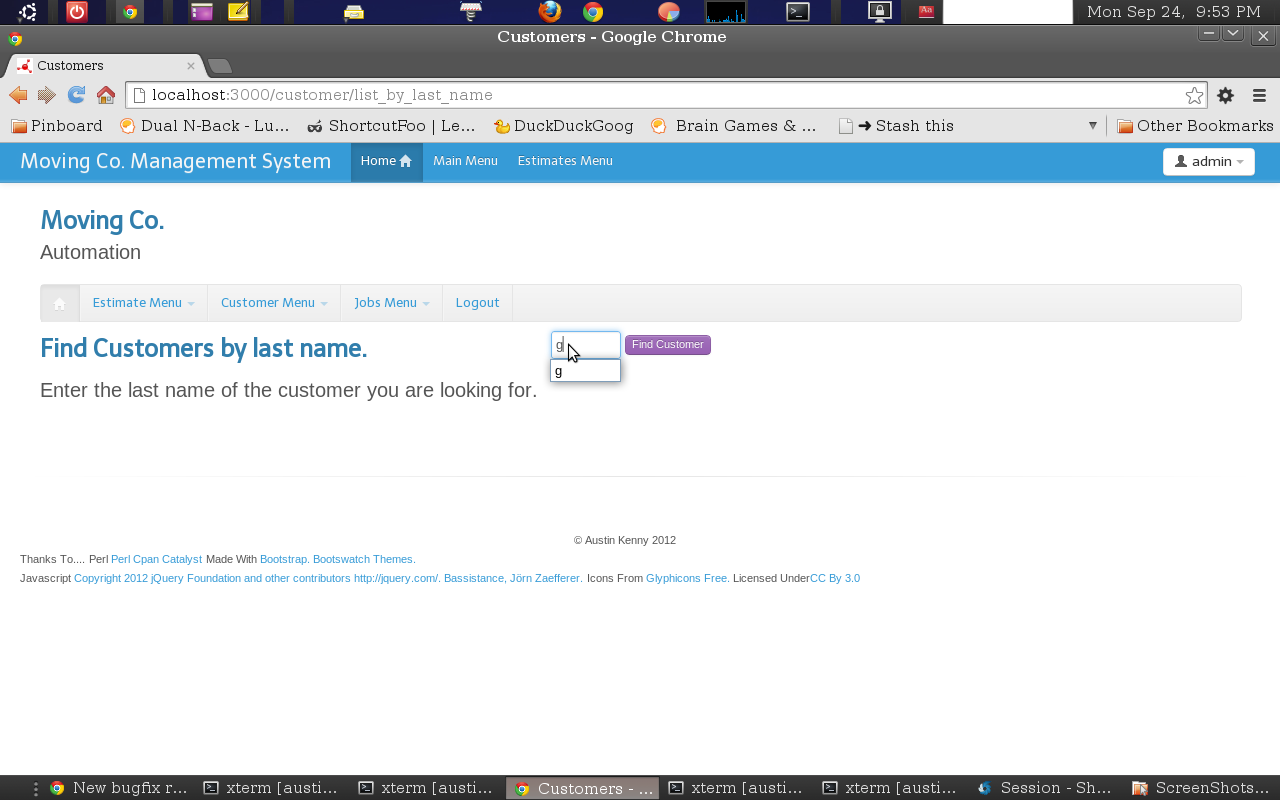 Mon Sep 24, 9:53 PM
Customers - Google Chrome
Customers
localhost:3000/customer/list_by_last_name
Pinboard Dual N-Back - Lu... ShortcutFoo | Le... DuckDuckGoog Brain Games & ... ➜ Stash this Other Bookmarks
Moving Co. Management System Home Main Menu Estimates Menu admin
Moving Co.
Automation
Estimate Menu Customer Menu Jobs Menu Logout
Find Customers by last name. g Find Customer
g
Enter the last name of the customer you are looking for.
© Austin Kenny 2012
Thanks To.... Perl Perl Cpan Catalyst Made With Bootstrap. Bootswatch Themes.
Javascript Copyright 2012 jQuery Foundation and other contributors http://jquery.com/. Bassistance, Jörn Zaefferer. Icons From Glyphicons Free. Licensed UnderCC By 3.0
New bugfix r... xterm [austi... xterm [austi... Customers - ... xterm [austi... xterm [austi... Session - Sh... ScreenShots...